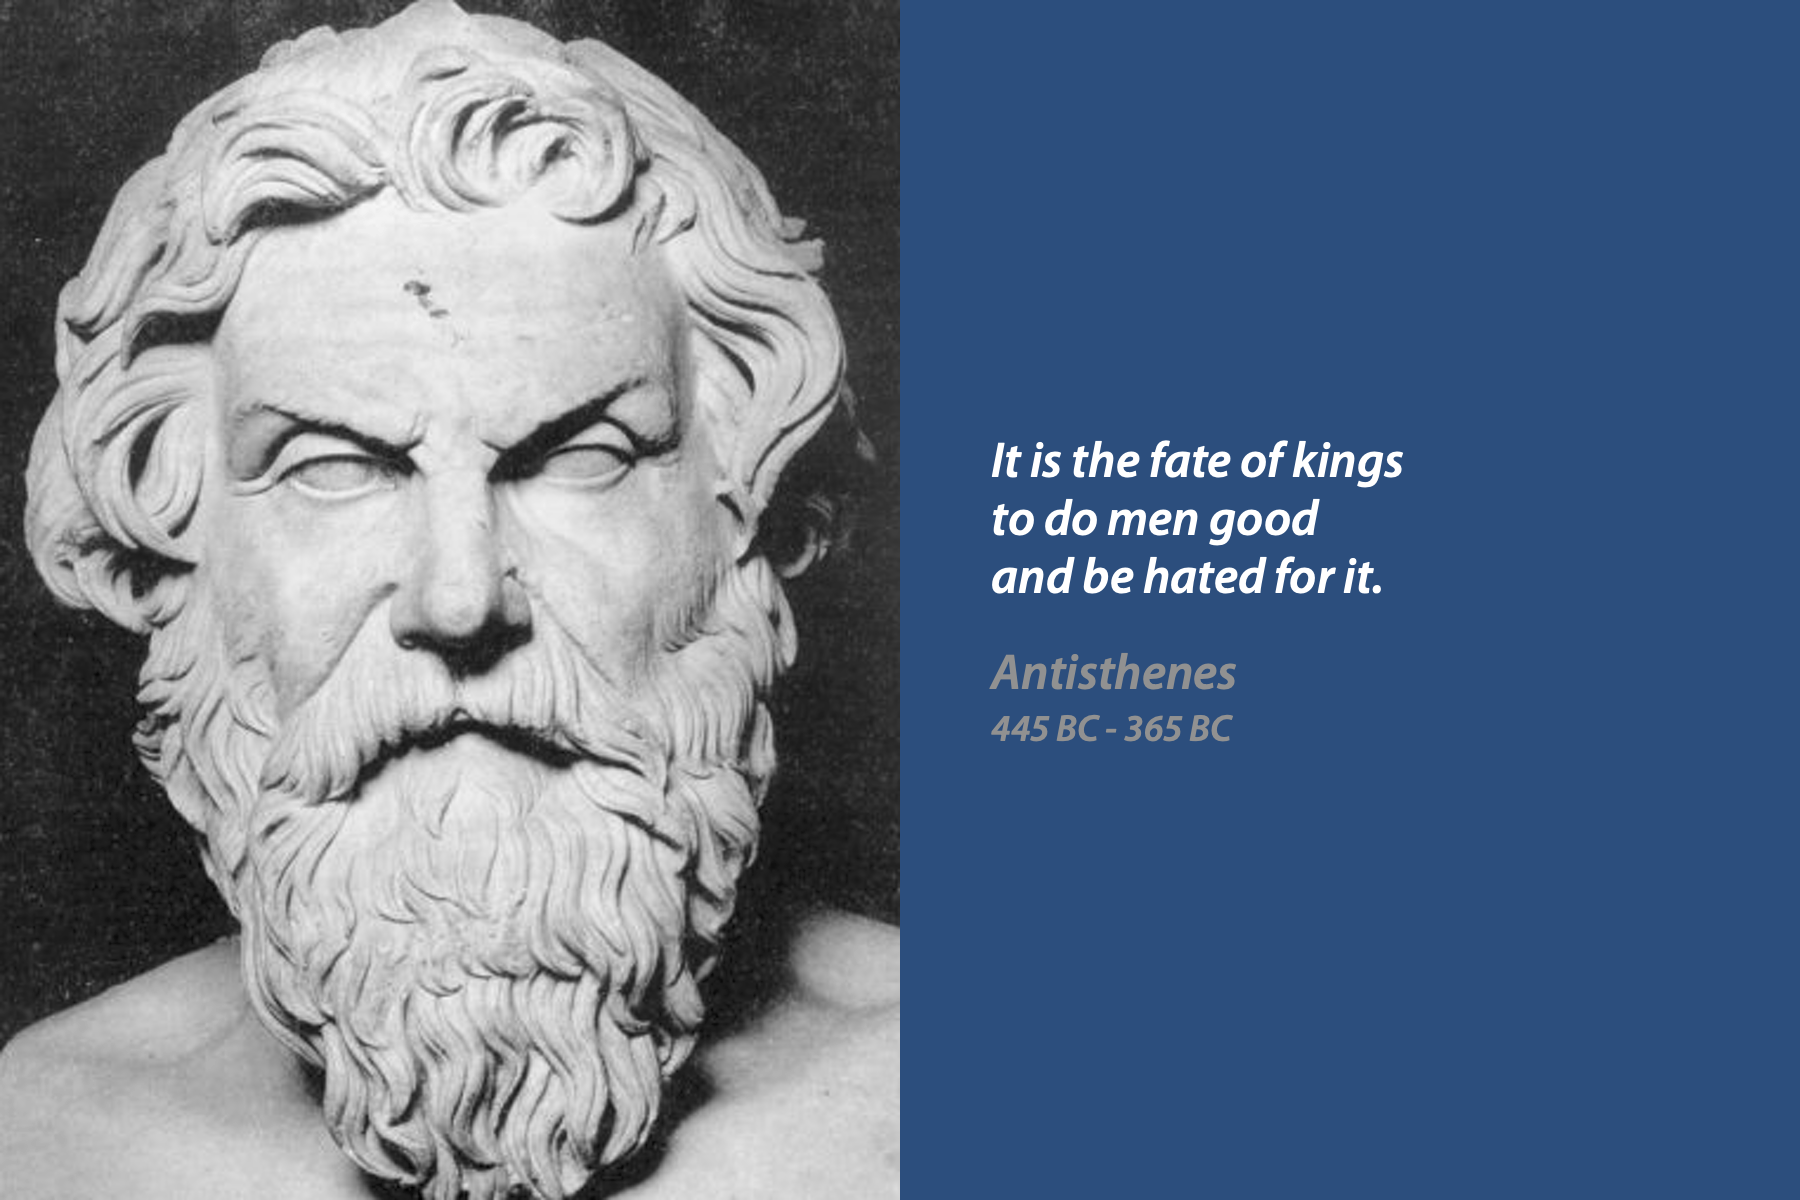 It is the fate of kings
to do men good
and be hated for it.
Antisthenes
445 BC - 365 BC